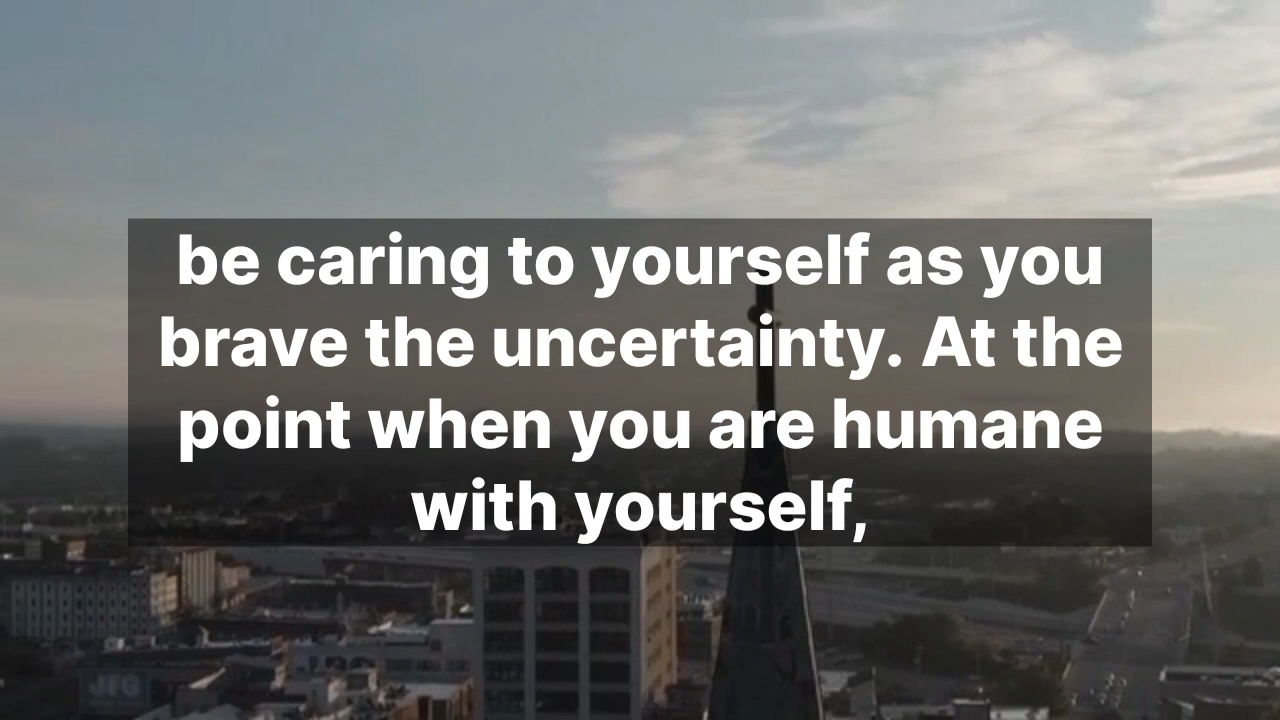 be caring to yourself as you
brave the uncertainty. At the
point when you are humane
with yourself,
JFG